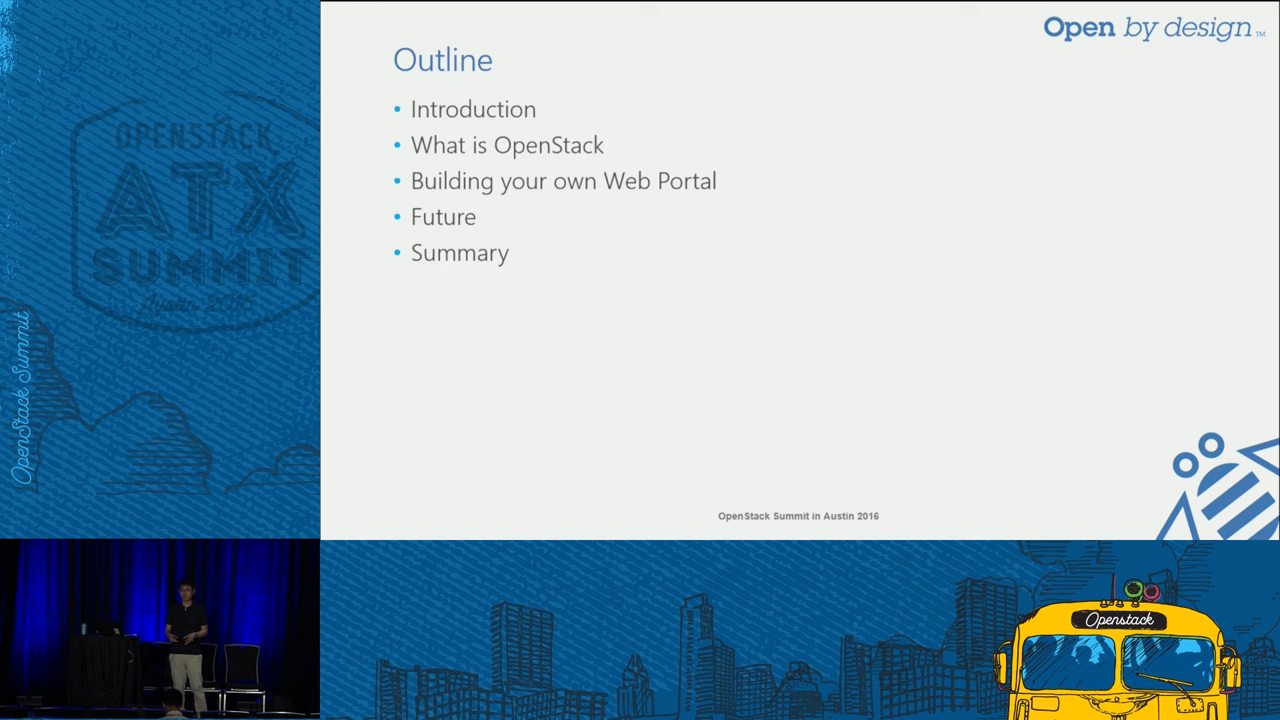 Open by design™
Outline
• Introduction
• What is OpenStack
• Building your own Web Portal
• Future
• Summary
OpenStack Summit in Austin 2016
OPENSTACK
ATX
SUMMIT
Austin 2016
OpenStack Summit
Openstack